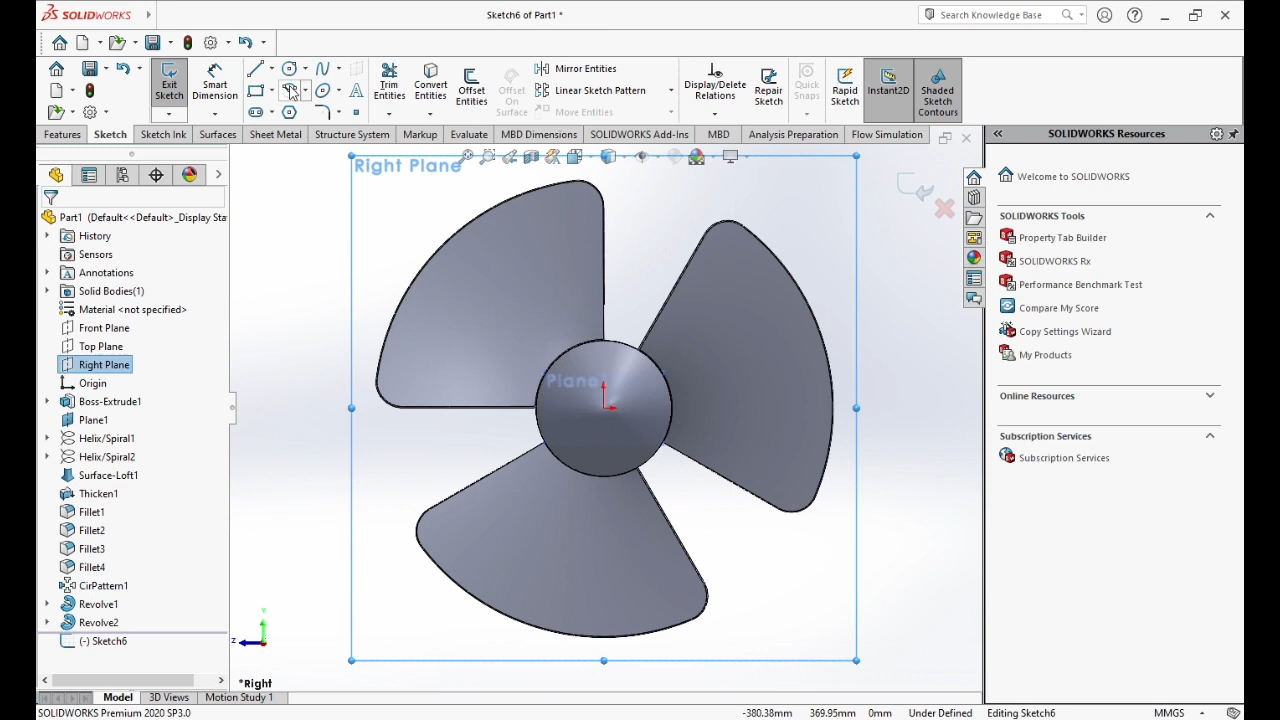 SOLIDWORKS
Sketch6 of Part1 *
Search Knowledge Base
Exit Sketch
Smart Dimension
Trim Entities
Convert Entities
Offset Entities
Offset On Surface
Mirror Entities
Linear Sketch Pattern
Move Entities
Display/Delete Relations
Repair Sketch
Quick Snaps
Rapid Sketch
Instant2D
Shaded Sketch Contours
Features
Sketch
Sketch Ink
Surfaces
Sheet Metal
Structure System
Markup
Evaluate
MBD Dimensions
SOLIDWORKS Add-Ins
MBD
Analysis Preparation
Flow Simulation
Part1 (Default<<Default>_Display Sta
History
Sensors
Annotations
Solid Bodies(1)
Material <not specified>
Front Plane
Top Plane
Right Plane
Origin
Boss-Extrude1
Plane1
Helix/Spiral1
Helix/Spiral2
Surface-Loft1
Thicken1
Fillet1
Fillet2
Fillet3
Fillet4
CirPattern1
Revolve1
Revolve2
(-) Sketch6
Right Plane
Plane1
Y
Z
*Right
SOLIDWORKS Resources
Welcome to SOLIDWORKS
SOLIDWORKS Tools
Property Tab Builder
SOLIDWORKS Rx
Performance Benchmark Test
Compare My Score
Copy Settings Wizard
My Products
Online Resources
Subscription Services
Subscription Services
Model
3D Views
Motion Study 1
SOLIDWORKS Premium 2020 SP3.0
-380.38mm
369.95mm
0mm
Under Defined
Editing Sketch6
MMGS